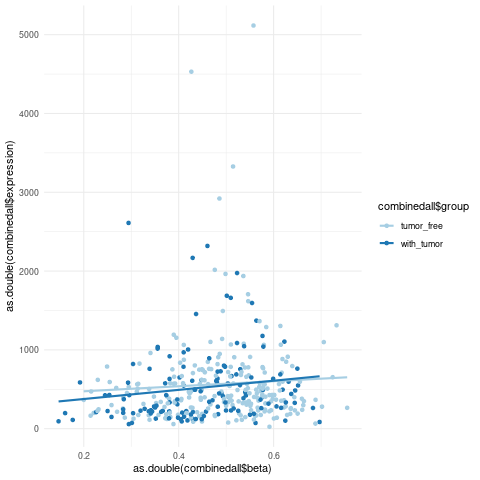 5000
4000
3000
2000
1000
0
as.double(combinedall$expression)
0.2
0.4
0.6
as.double(combinedall$beta)
combinedall$group
tumor_free
with_tumor